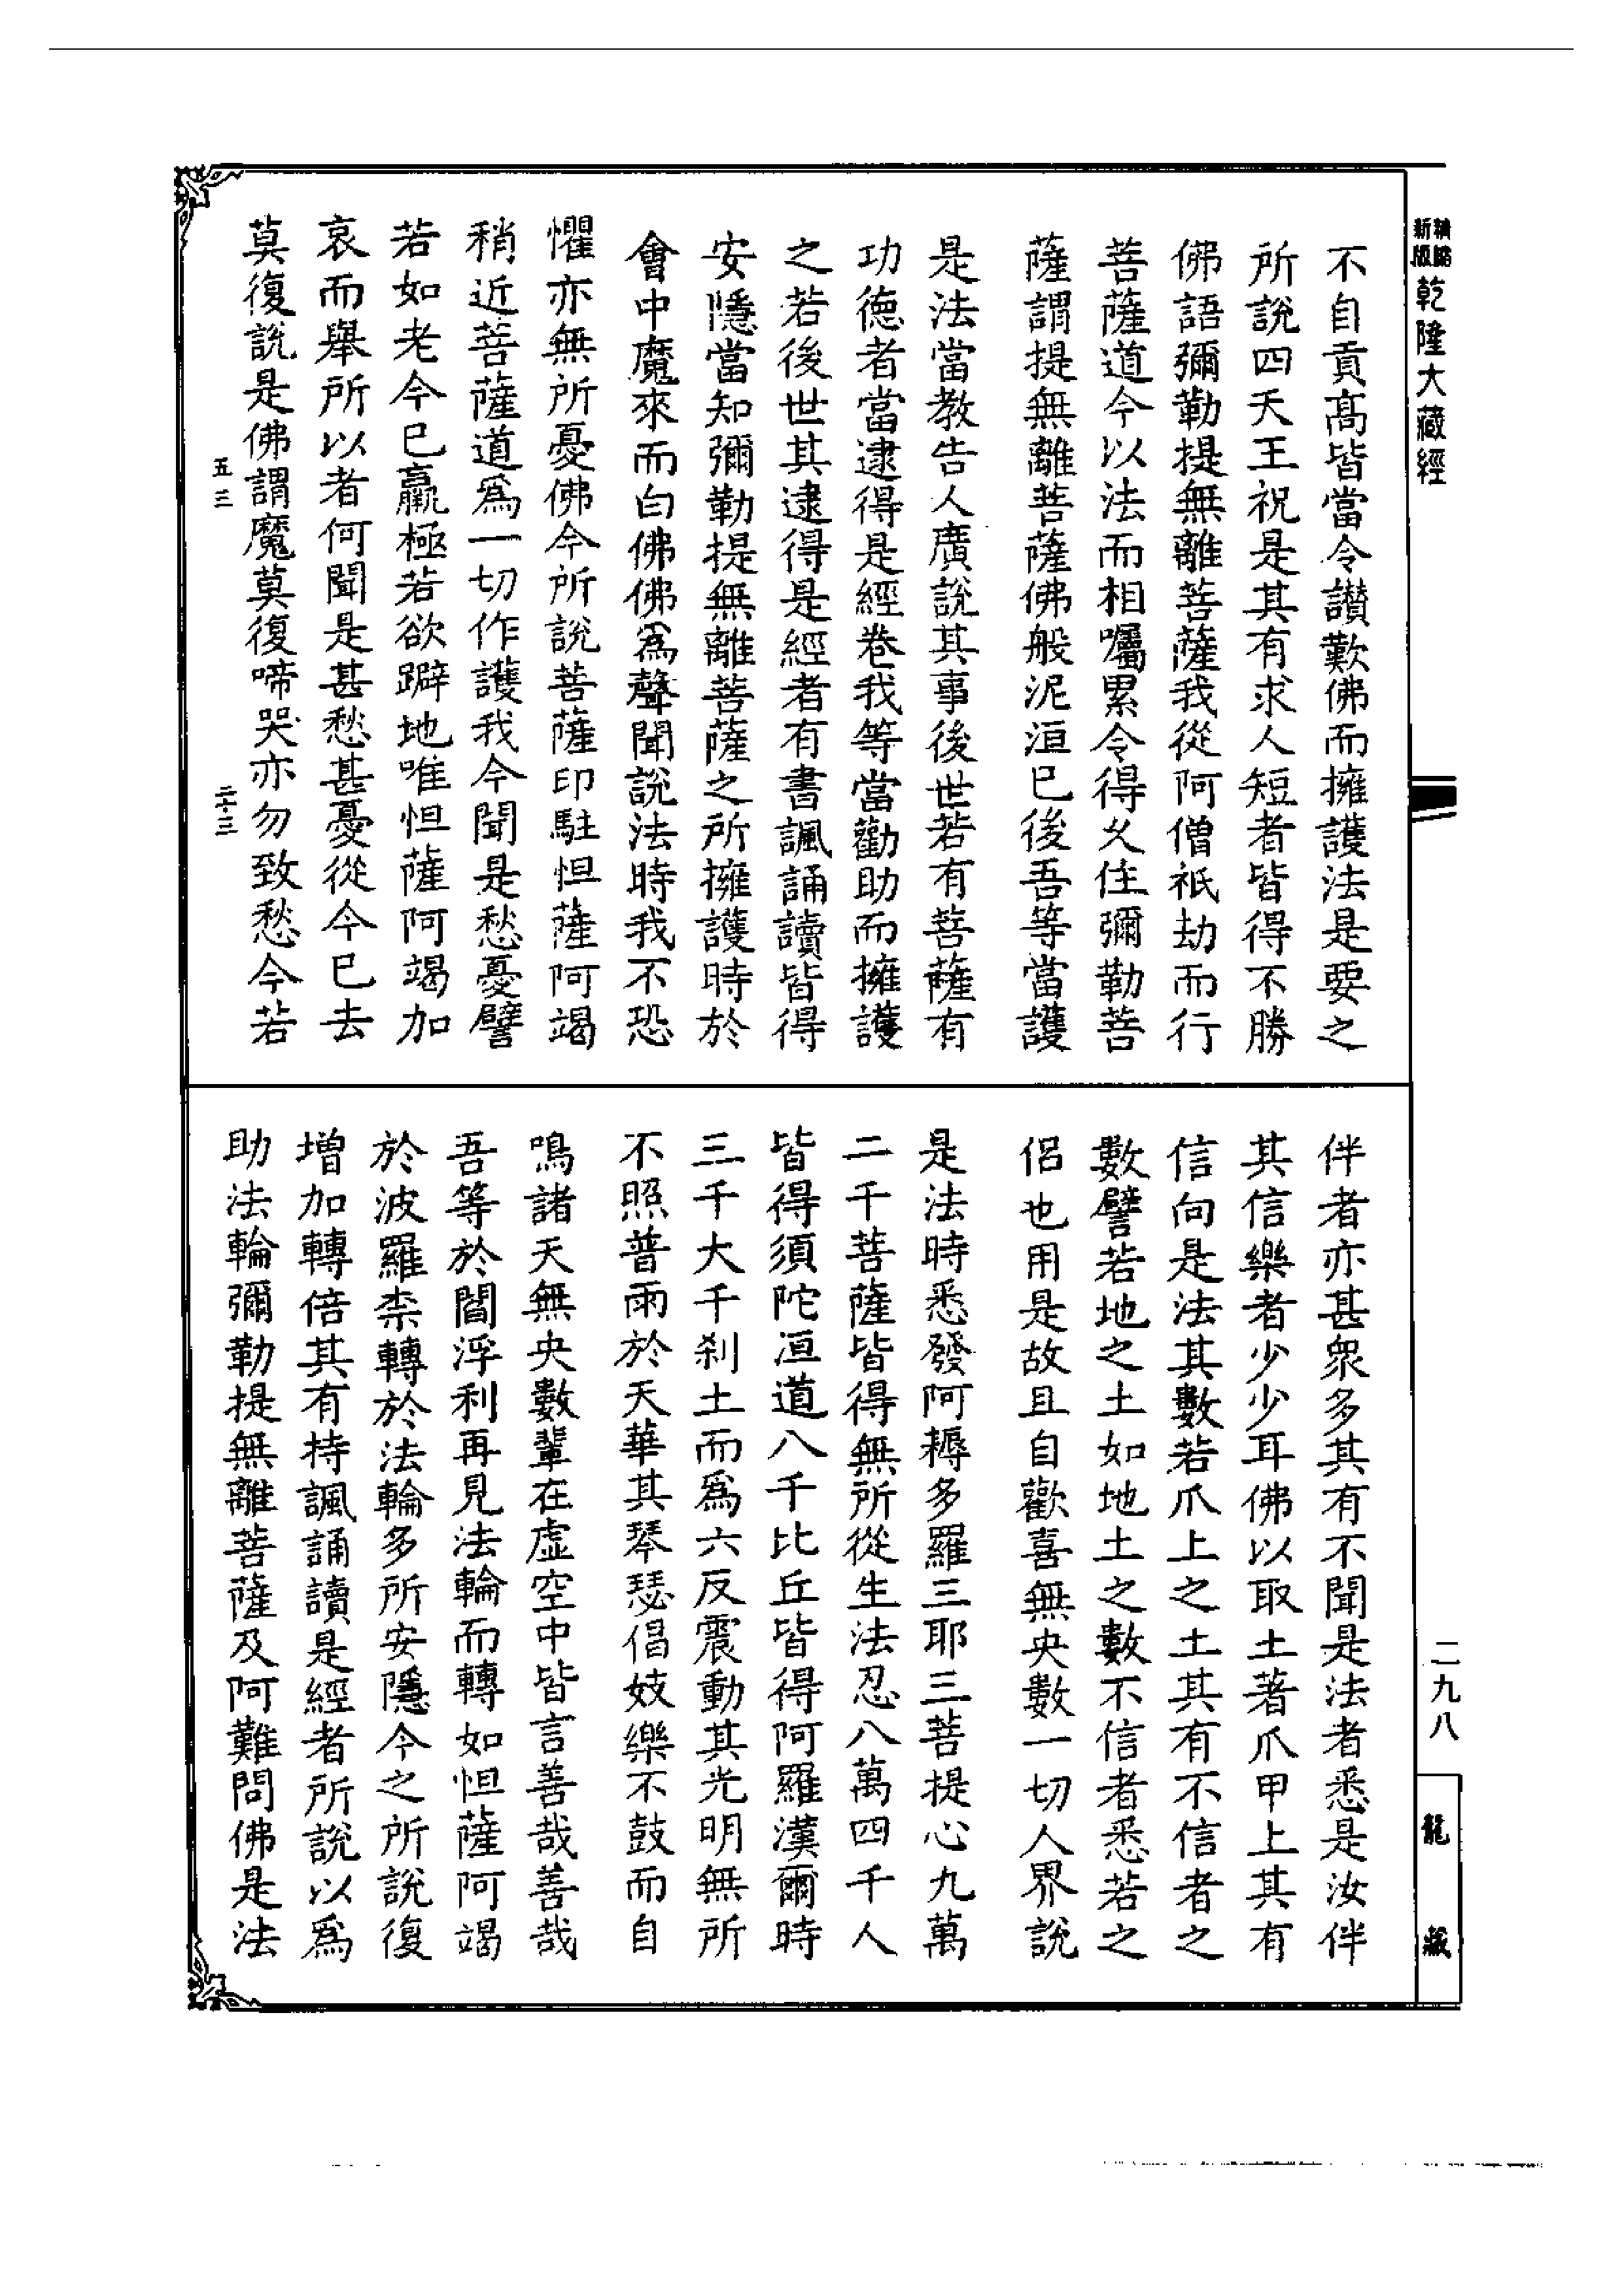 精縮新版乾隆大藏經
不自貢高皆當令讃歎佛而擁護法是要之
所說四天王祝是其有求人短者皆得不勝
佛語彌勒提無離菩薩我從阿僧祇劫而行
菩薩道今以法而相囑累令得久住彌勒菩
薩謂提無離菩薩佛般泥洹已後吾等當護
是法當教告人廣說其事後世若有菩薩有
功德者當逮得是經卷我等當勸助而擁護
之若後世其逮得是經者有書諷誦讀皆得
安隱當知彌勒提無離菩薩之所擁護時於
會中魔來而白佛佛為聲聞說法時我不恐
懼亦無所憂佛今所說菩薩印駐怛薩阿竭
稍近菩薩道為一切作護我今聞是愁憂譬
若如老今已羸極若欲躃地唯怛薩阿竭加
哀而舉所以者何聞是甚愁甚憂從今已去
莫復說是佛謂魔莫復啼哭亦勿致愁今若
五三
二十三
伴者亦甚眾多其有不聞是法者悉是汝伴
其信樂者少少耳佛以取土著爪甲上其有
信向是法其數若爪上之土其有不信者之
數譬若地之土如地土之數不信者悉若之
侶也用是故且自歡喜無央數一切人界說
是法時悉發阿耨多羅三耶三菩提心九萬
二千菩薩皆得無所從生法忍八萬四千人
皆得須陀洹道八千比丘皆得阿羅漢爾時
三千大千剎土而為六反震動其光明無所
不照普雨於天華其琴瑟倡妓樂不鼓而自
鳴諸天無央數輩在虛空中皆言善哉善哉
吾等於閻浮利再見法輪而轉如怛薩阿竭
於波羅柰轉於法輪多所安隱今之所說復
增加轉倍其有持諷誦讀是經者所說以為
助法輪彌勒提無離菩薩及阿難問佛是法
二九八
龍藏